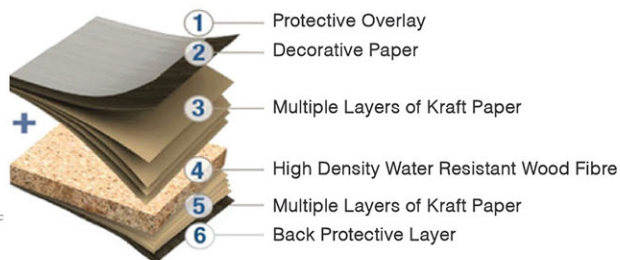 1 Protective Overlay
2 Decorative Paper
3 Multiple Layers of Kraft Paper
+
4 High Density Water Resistant Wood Fibre
5 Multiple Layers of Kraft Paper
6 Back Protective Layer